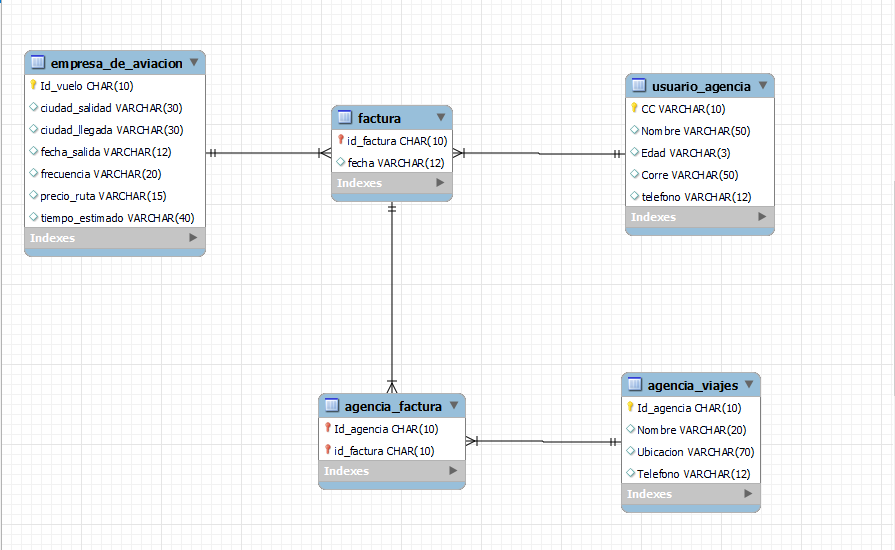 empresa_de_aviacion
Id_vuelo CHAR(10)
ciudad_salidad VARCHAR(30)
ciudad_llegada VARCHAR(30)
fecha_salida VARCHAR(12)
frecuencia VARCHAR(20)
precio_ruta VARCHAR(15)
tiempo_estimado VARCHAR(40)
Indexes
factura
id_factura CHAR(10)
fecha VARCHAR(12)
Indexes
usuario_agencia
CC VARCHAR(10)
Nombre VARCHAR(50)
Edad VARCHAR(3)
Corre VARCHAR(50)
telefono VARCHAR(12)
Indexes
agencia_factura
Id_agencia CHAR(10)
id_factura CHAR(10)
Indexes
agencia_viajes
Id_agencia CHAR(10)
Nombre VARCHAR(20)
Ubicacion VARCHAR(70)
Telefono VARCHAR(12)
Indexes